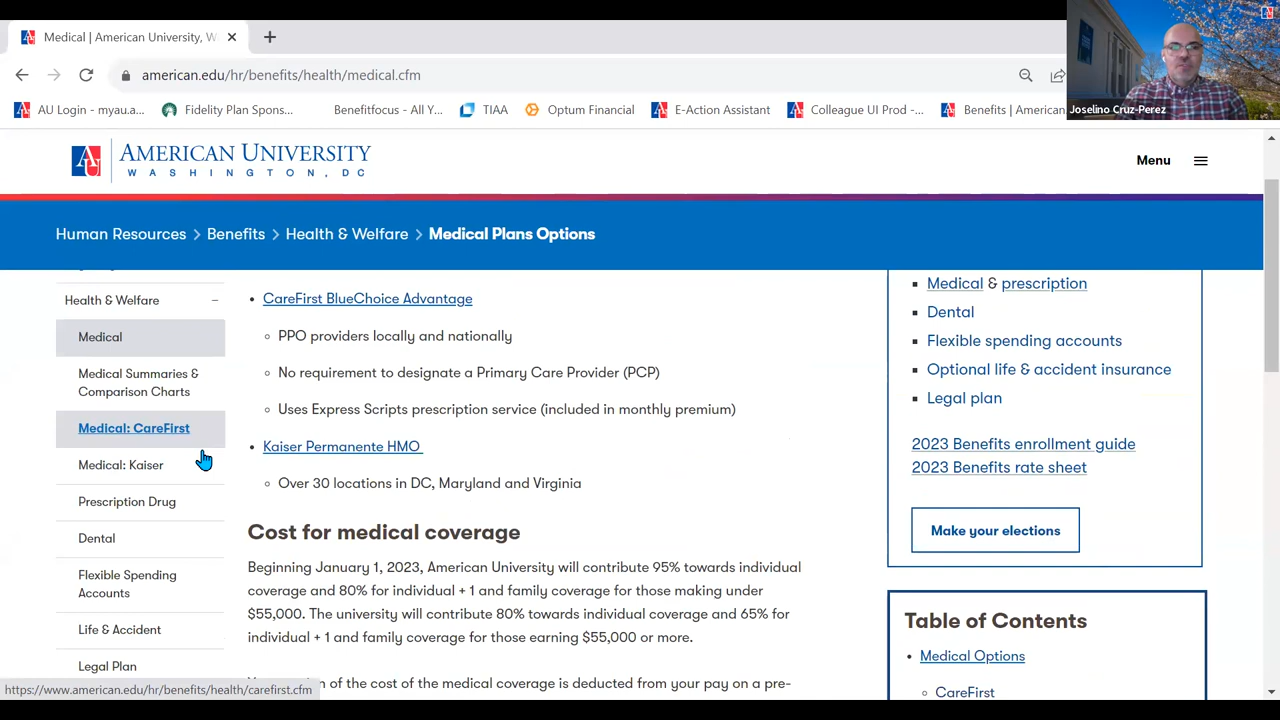 Medical | American University, W
american.edu/hr/benefits/health/medical.cfm
AU Login - myau.a...
Fidelity Plan Spons...
Benefitfocus - All Y...
TIAA
Optum Financial
E-Action Assistant
Colleague UI Prod -...
Benefits | American
Joselino Cruz-Perez
AU
AMERICAN UNIVERSITY
WASHINGTON, DC
Menu
Human Resources > Benefits > Health & Welfare > Medical Plans Options
Health & Welfare
Medical
Medical Summaries &
Comparison Charts
Medical: CareFirst
Medical: Kaiser
Prescription Drug
Dental
Flexible Spending
Accounts
Life & Accident
Legal Plan
https://www.american.edu/hr/benefits/health/carefirst.cfm
• CareFirst BlueChoice Advantage
PPO providers locally and nationally
No requirement to designate a Primary Care Provider (PCP)
Uses Express Scripts prescription service (included in monthly premium)
• Kaiser Permanente HMO
Over 30 locations in DC, Maryland and Virginia
Cost for medical coverage
Beginning January 1, 2023, American University will contribute 95% towards individual
coverage and 80% for individual + 1 and family coverage for those making under
$55,000. The university will contribute 80% towards individual coverage and 65% for
individual + 1 and family coverage for those earning $55,000 or more.
of the cost of the medical coverage is deducted from your pay on a pre-
Medical & prescription
Dental
Flexible spending accounts
Optional life & accident insurance
Legal plan
2023 Benefits enrollment guide
2023 Benefits rate sheet
Make your elections
Table of Contents
• Medical Options
CareFirst